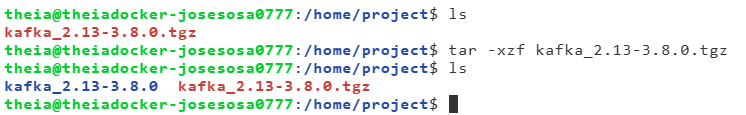 theia@theiadocker-josesosa0777:/home/project$ ls
kafka_2.13-3.8.0.tgz
theia@theiadocker-josesosa0777:/home/project$ tar -xzf kafka_2.13-3.8.0.tgz
theia@theiadocker-josesosa0777:/home/project$ ls
kafka_2.13-3.8.0  kafka_2.13-3.8.0.tgz
theia@theiadocker-josesosa0777:/home/project$